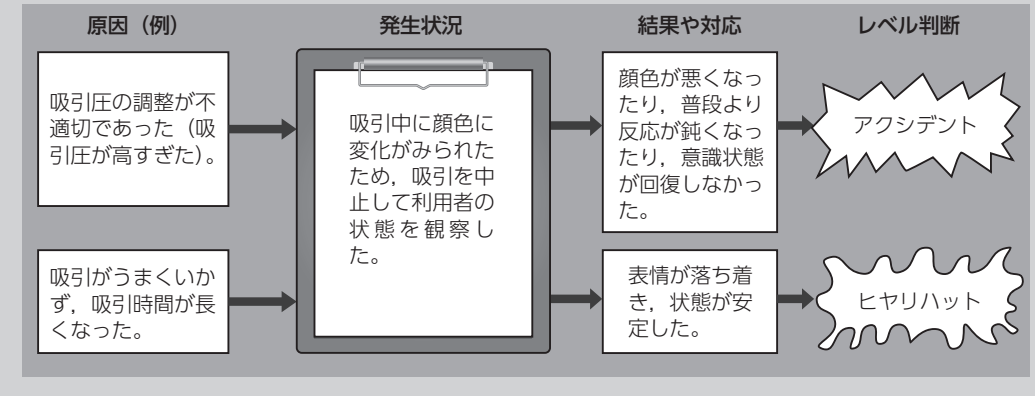 原因（例）
発生状況
結果や対応
レベル判断
吸引圧の調整が不
適切であった（吸
引圧が高すぎた）。
吸引がうまくいか
ず，吸引時間が長
くなった。
吸引中に顔色に
変化がみられた
ため，吸引を中
止して利用者の
状態を観察し
た。
顔色が悪くなっ
たり，普段より
反応が鈍くなっ
たり，意識状態
が回復しなかっ
た。
表情が落ち着
き，状態が安
定した。
アクシデント
ヒヤリハット